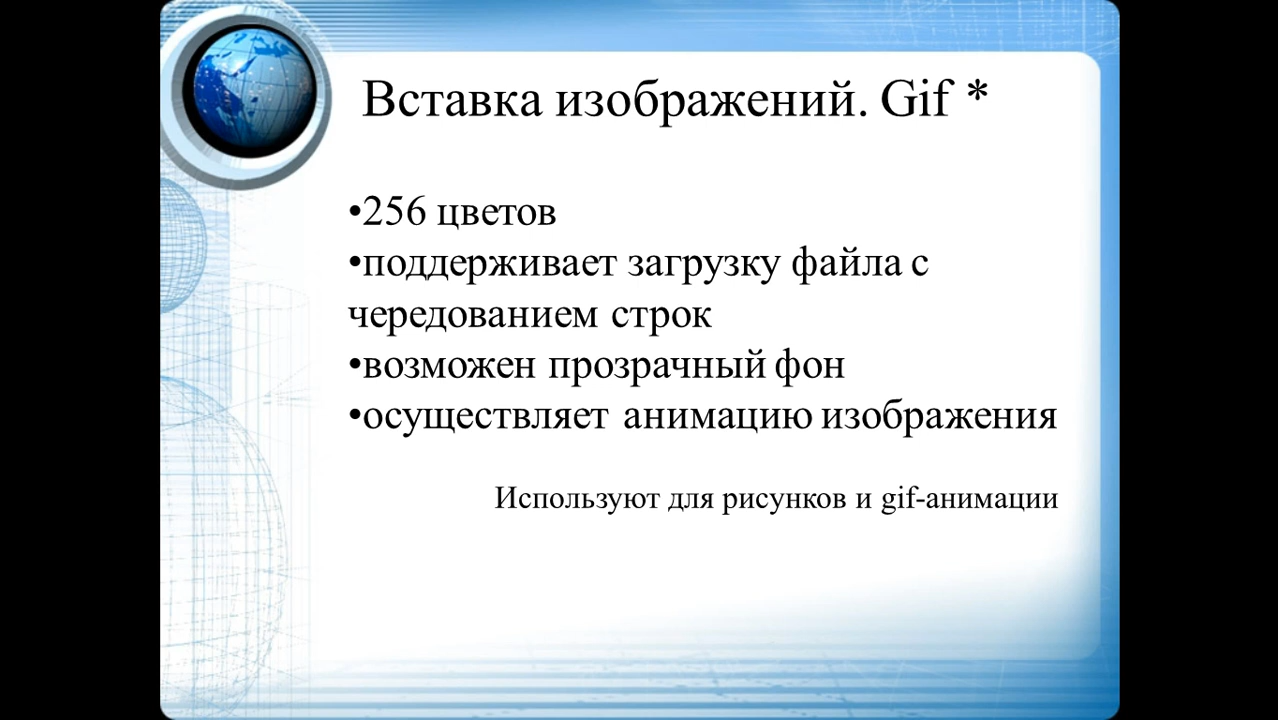 Вставка изображений. Gif *
•256 цветов
•поддерживает загрузку файла с
чередованием строк
•возможен прозрачный фон
•осуществляет анимацию изображения
Используют для рисунков и gif-анимации